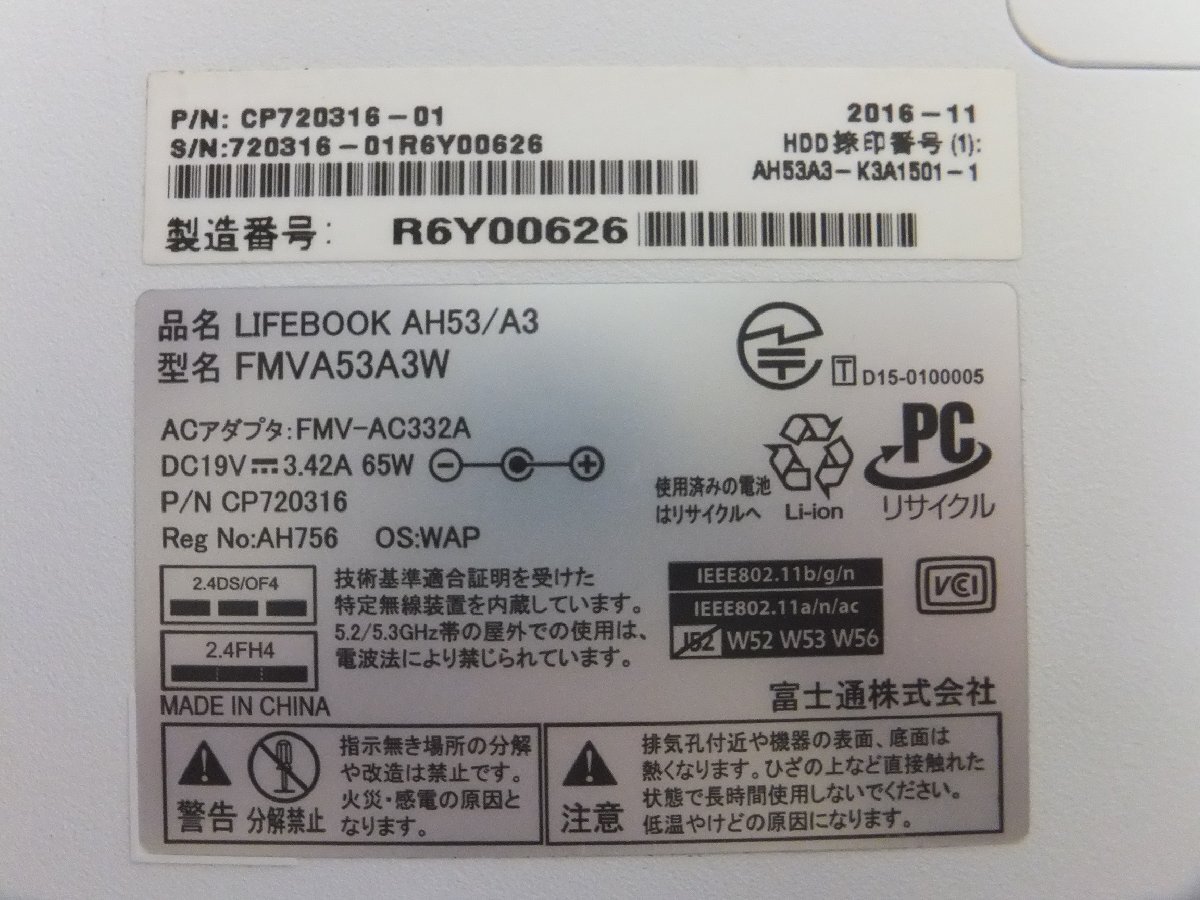 P/N: CP720316-01
2016-11
S/N:720316-01R6Y00626
HDD捺印番号(1):
AH53A3-K3A1501-1
製造番号: R6Y00626
品名 LIFEBOOK AH53/A3
型名 FMVA53A3W
T D15-0100005
ACアダプタ:FMV-AC332A
DC19V 3.42A 65W
P/N CP720316
Reg No:AH756 OS:WAP
使用済みの電池
はリサイクルへ
Li-ion
PC
リサイクル
2.4DS/OF4
2.4FH4
技術基準適合証明を受けた
特定無線装置を内蔵しています。
5.2/5.3GHz帯の屋外での使用は、
電波法により禁じられています。
IEEE802.11b/g/n
IEEE802.11a/n/ac
J52 W52 W53 W56
VCI
MADE IN CHINA
富士通株式会社
警告
分解禁止
指示無き場所の分解
や改造は禁止です。
火災・感電の原因と
なります。
注意
排気孔付近や機器の表面、底面は
熱くなります。ひざの上など直接触れた
状態で長時間使用しないでください。
低温やけどの原因になります。